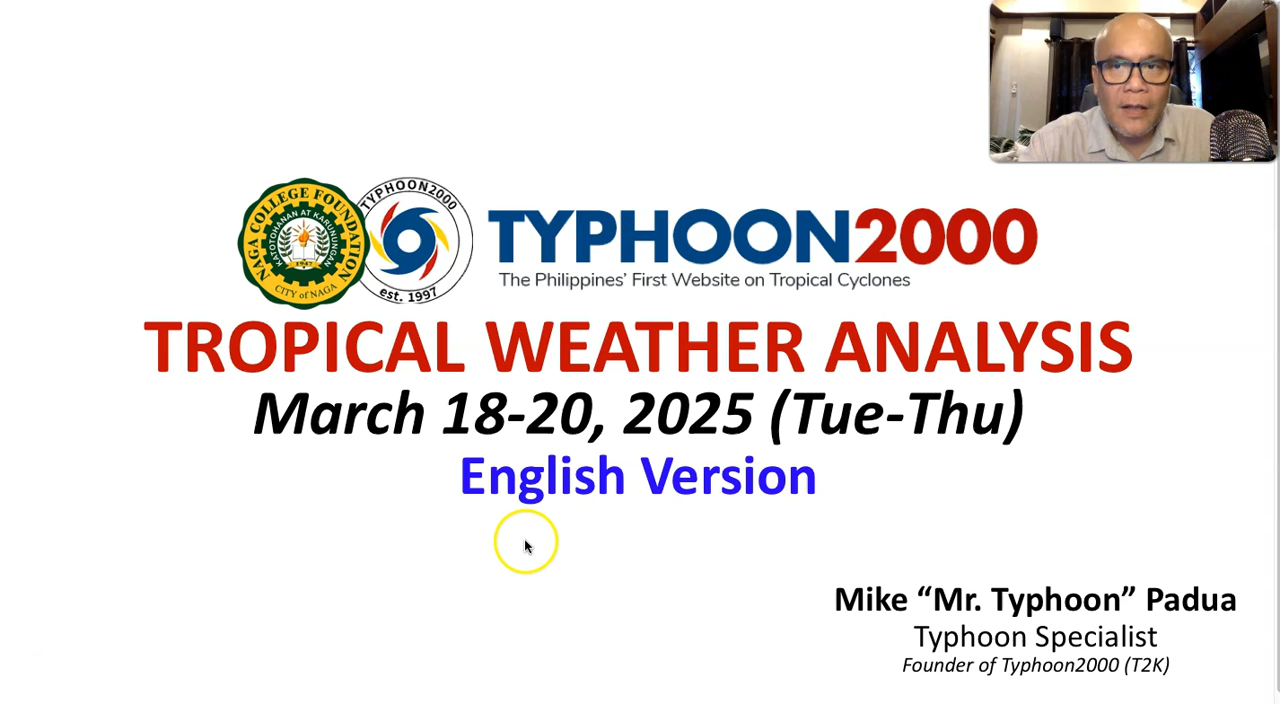 NAGA COLLEGE FOUNDATION
KATOTOHANAN AT KARUNUNGAN
1947
CITY of NAGA
TYPHOON2000
est. 1997
TYPHOON2000
The Philippines' First Website on Tropical Cyclones
TROPICAL WEATHER ANALYSIS
March 18-20, 2025 (Tue-Thu)
English Version
Mike “Mr. Typhoon” Padua
Typhoon Specialist
Founder of Typhoon2000 (T2K)